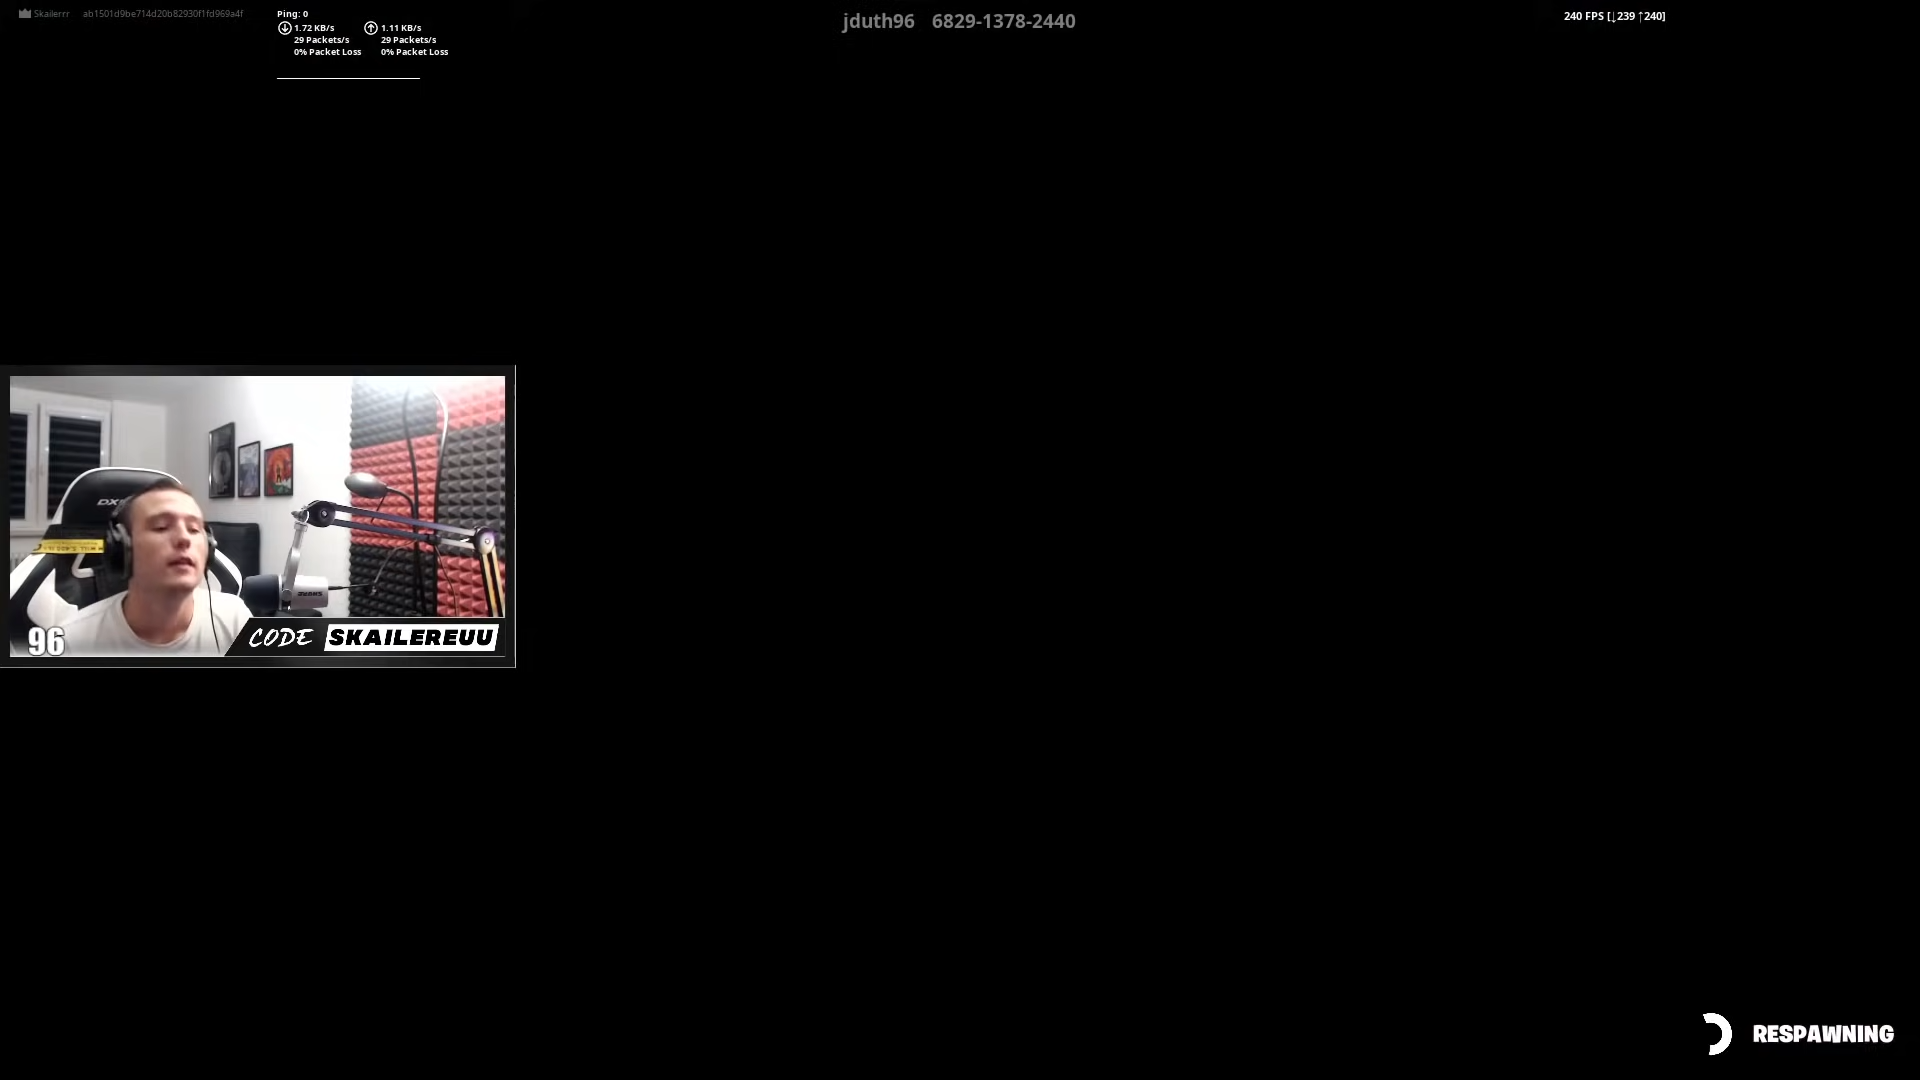 Skailerrr ab1501d9be714d20b82930f1fd969a4f
Ping: 0
1.72 KB/s 1.11 KB/s
29 Packets/s 29 Packets/s
0% Packet Loss 0% Packet Loss
jduth96 6829-1378-2440
240 FPS [↓239 ↑240]
96
CODE SKAILEREUU
RESPAWNING